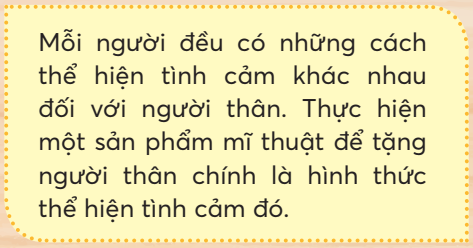 Mỗi người đều có những cách
thể hiện tình cảm khác nhau
đối với người thân. Thực hiện
một sản phẩm mĩ thuật để tặng
người thân chính là hình thức
thể hiện tình cảm đó.